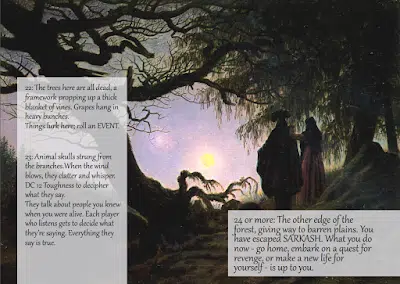 22: The trees here are all dead, a
framework propping up a thick
blanket of vines. Grapes hang in
heavy bunches.
Things lurk here; roll an EVENT.
23: Animal skulls strung from
the branches. When the wind
blows, they clatter and whisper.
DC 12 Toughness to decipher
what they say.
They talk about people you knew
when you were alive. Each player
who listens gets to decide what
they're saying. Everything they
say is true.
24 or more: The other edge of the
forest, giving way to barren plains. You
have escaped SARKASH. What you do
now - go home, embark on a quest for
revenge, or make a new life for
yourself - is up to you.